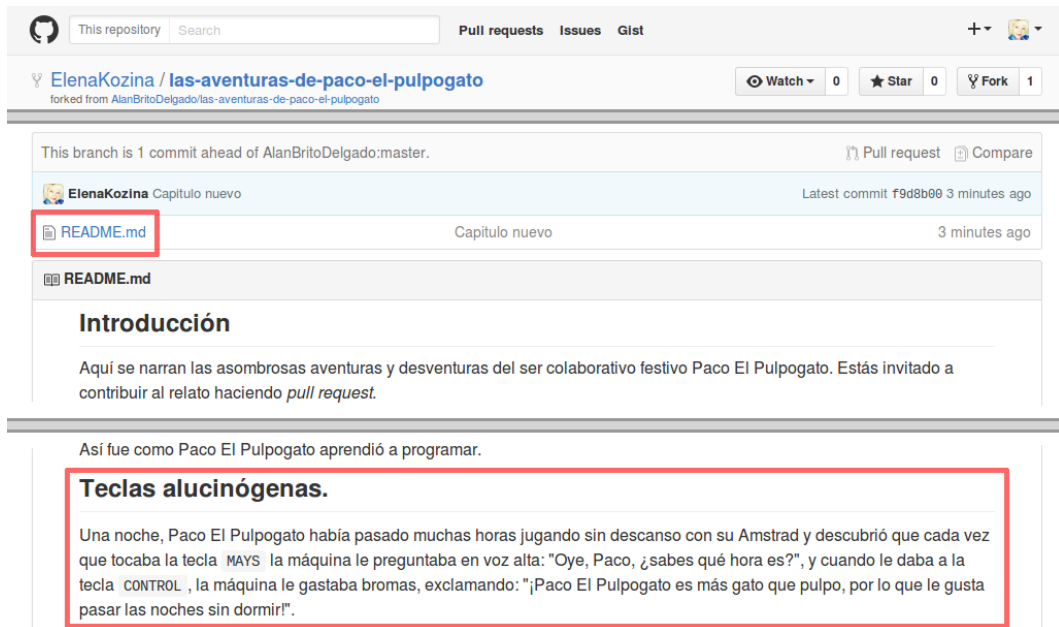 This repository Search Pull requests Issues Gist
ElenaKozina / las-aventuras-de-paco-el-pulpogato Watch 0 Star 0 Fork 1
forked from AlanBritoDelgado/las-aventuras-de-paco-el-pulpogato
This branch is 1 commit ahead of AlanBritoDelgado:master. Pull request Compare
ElenaKozina Capitulo nuevo Latest commit f9d8b00 3 minutes ago
README.md Capitulo nuevo 3 minutes ago
README.md
Introducción
Aquí se narran las asombrosas aventuras y desventuras del ser colaborativo festivo Paco El Pulpogato. Estás invitado a
contribuir al relato haciendo pull request.
Así fue como Paco El Pulpogato aprendió a programar.
Teclas alucinógenas.
Una noche, Paco El Pulpogato había pasado muchas horas jugando sin descanso con su Amstrad y descubrió que cada vez
que tocaba la tecla MAYS la máquina le preguntaba en voz alta: "Oye, Paco, ¿sabes qué hora es?", y cuando le daba a la
tecla CONTROL , la máquina le gastaba bromas, exclamando: "¡Paco El Pulpogato es más gato que pulpo, por lo que le gusta
pasar las noches sin dormir!".